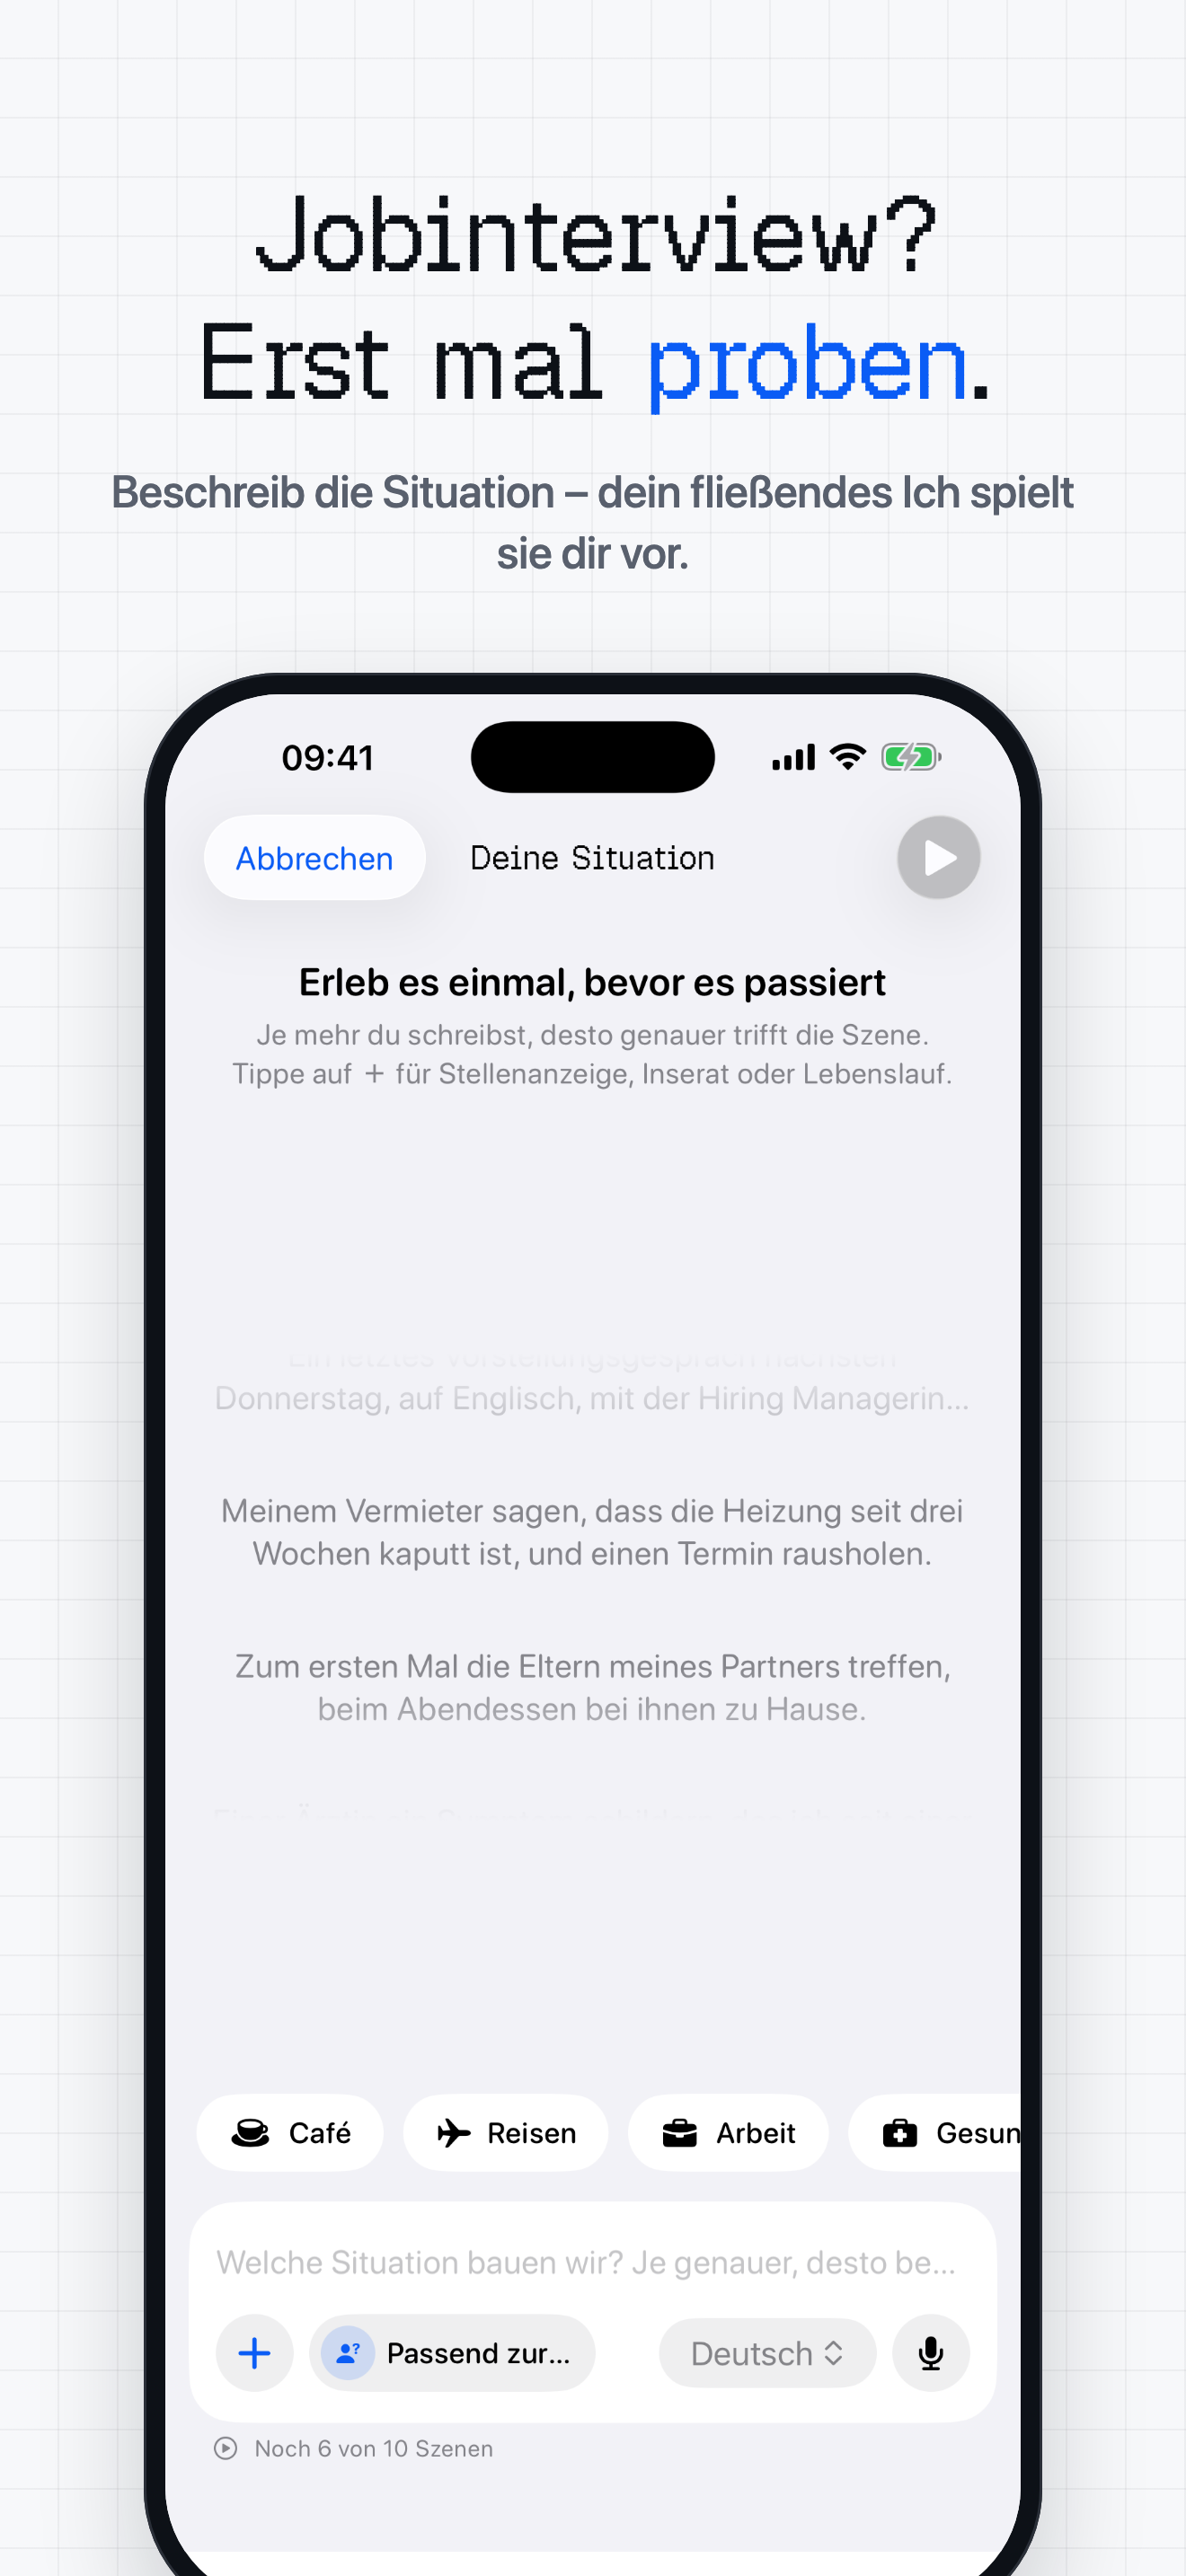 Jobinterview?
Erst mal proben.
Beschreib die Situation – dein fließendes Ich spielt
sie dir vor.
09:41
Abbrechen
Deine Situation
Erleb es einmal, bevor es passiert
Je mehr du schreibst, desto genauer trifft die Szene.
Tippe auf + für Stellenanzeige, Inserat oder Lebenslauf.
Ein letztes Vorstellungsgespräch nächsten
Donnerstag, auf Englisch, mit der Hiring Managerin...
Meinem Vermieter sagen, dass die Heizung seit drei
Wochen kaputt ist, und einen Termin rausholen.
Zum ersten Mal die Eltern meines Partners treffen,
beim Abendessen bei ihnen zu Hause.
Café
Reisen
Arbeit
Gesun
Welche Situation bauen wir? Je genauer, desto be...
Passend zur...
Deutsch
Noch 6 von 10 Szenen